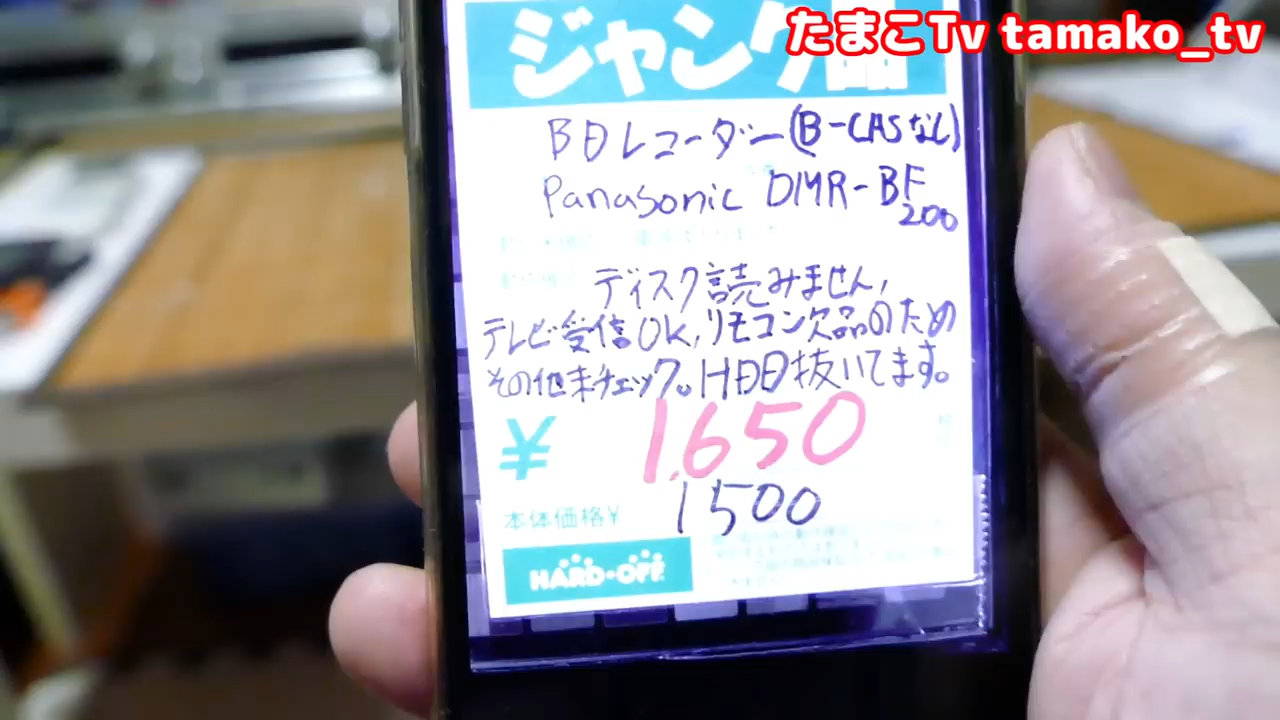 たまこTv tamako_tv
ジャンク品
BDレコーダー(B-CASなし)
Panasonic DMR-BF
200
ディスク読みません,
テレビ受信OK,リモコン欠品のため
その他未チェック。HDD抜いてます。
¥ 1,650
本体価格¥ 1500
HARD・OFF